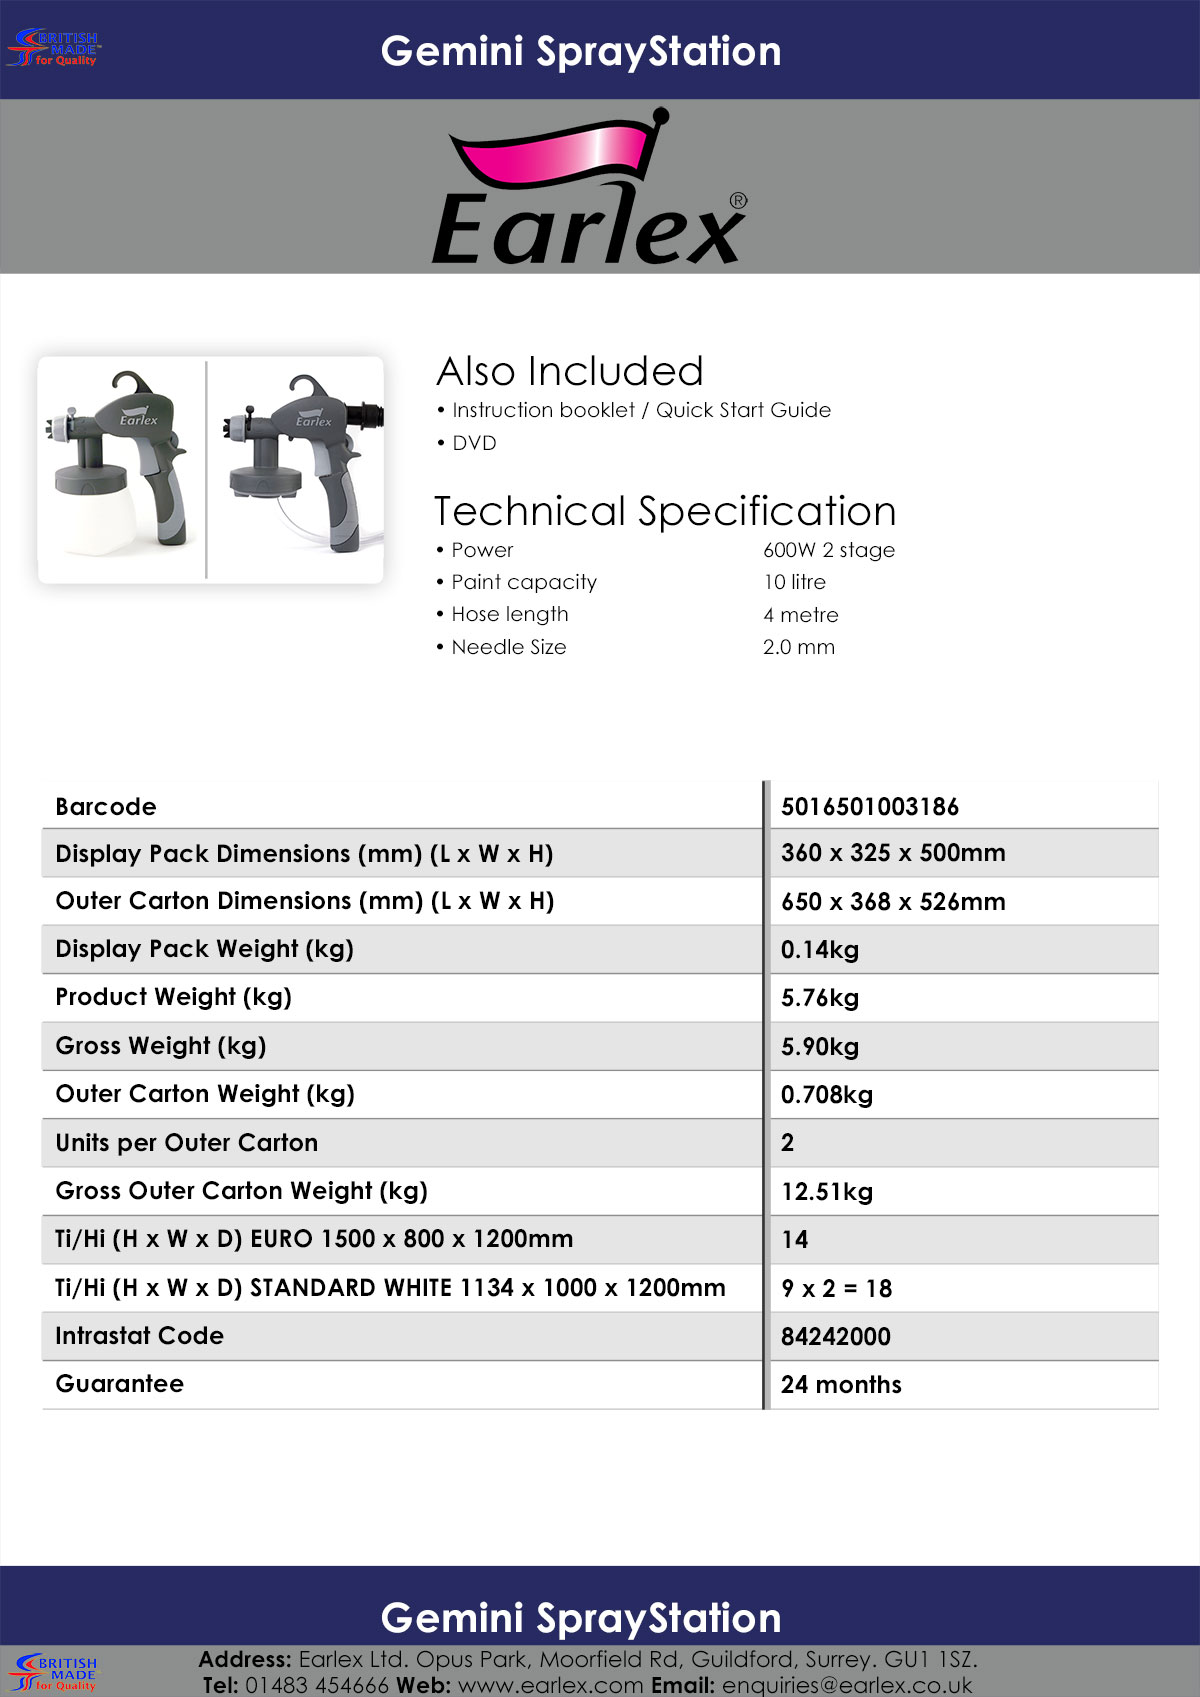 BRITISH
MADE™
for Quality
Gemini SprayStation
Earlex®
Earlex
Earlex
Also Included
• Instruction booklet / Quick Start Guide
• DVD
Technical Specification
• Power 600W 2 stage
• Paint capacity 10 litre
• Hose length 4 metre
• Needle Size 2.0 mm
Barcode 5016501003186
Display Pack Dimensions (mm) (L x W x H) 360 x 325 x 500mm
Outer Carton Dimensions (mm) (L x W x H) 650 x 368 x 526mm
Display Pack Weight (kg) 0.14kg
Product Weight (kg) 5.76kg
Gross Weight (kg) 5.90kg
Outer Carton Weight (kg) 0.708kg
Units per Outer Carton 2
Gross Outer Carton Weight (kg) 12.51kg
Ti/Hi (H x W x D) EURO 1500 x 800 x 1200mm 14
Ti/Hi (H x W x D) STANDARD WHITE 1134 x 1000 x 1200mm 9 x 2 = 18
Intrastat Code 84242000
Guarantee 24 months
Gemini SprayStation
BRITISH
MADE™
for Quality
Address: Earlex Ltd. Opus Park, Moorfield Rd, Guildford, Surrey. GU1 1SZ.
Tel: 01483 454666 Web: www.earlex.com Email: enquiries@earlex.co.uk